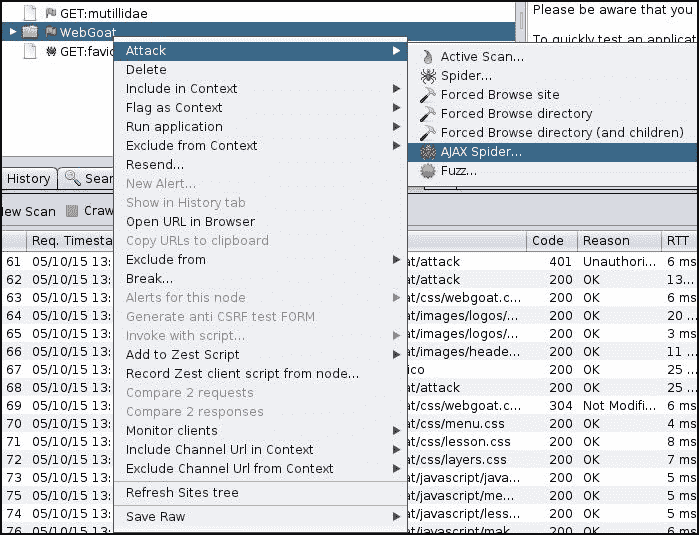 GET:mutillidae
WebGoat
GET:favic
Please be aware that you
To quickly test an applicat
Attack
Delete
Include in Context
Flag as Context
Run application
Exclude from Context
Resend...
New Alert...
Show in History tab
Open URL in Browser
Copy URLs to clipboard
Exclude from
Break...
Alerts for this node
Generate anti CSRF test FORM
Invoke with script...
Add to Zest Script
Record Zest client script from node...
Compare 2 requests
Compare 2 responses
Monitor clients
Include Channel Url in Context
Exclude Channel Url from Context
Refresh Sites tree
Save Raw
Active Scan...
Spider...
Forced Browse site
Forced Browse directory
Forced Browse directory (and children)
AJAX Spider...
Fuzz...
History Sear
New Scan Craw
Req. Timesta Code Reason RTT
61 05/10/15 13: at/attack 401 Unauthori... 6 ms
62 05/10/15 13: at/attack 200 OK 13...
63 05/10/15 13: at/css/webgoat.c... 200 OK 6 ms
64 05/10/15 13: at/images/logos/... 200 OK 20 ...
65 05/10/15 13: at/images/logos/... 200 OK 3 ms
66 05/10/15 13: at/images/heade... 200 OK 11 ...
67 05/10/15 13: ico 200 OK 25 ...
68 05/10/15 13: at/attack 200 OK 25 ...
69 05/10/15 13: at/css/webgoat.c... 304 Not Modifi... 6 ms
70 05/10/15 13: at/css/menu.css 200 OK 4 ms
71 05/10/15 13: at/css/lesson.css 200 OK 8 ms
72 05/10/15 13: at/css/layers.css 200 OK 7 ms
73 05/10/15 13: at/javascript/java... 200 OK 5 ms
75 05/10/15 13: at/javascript/me... 200 OK 5 ms
74 05/10/15 13: at/javascript/less... 200 OK 5 ms
76 05/10/15 13: at/javascript/mak 200 OK 5 ms